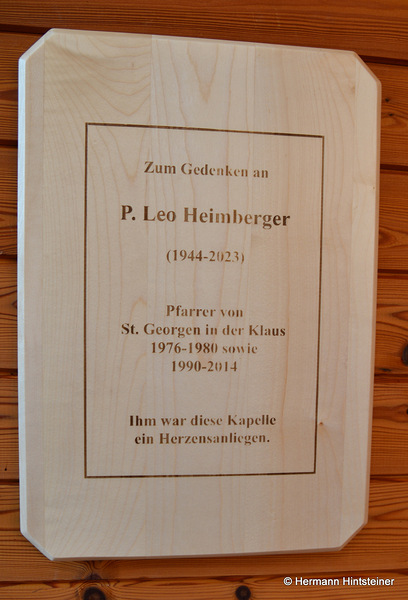 Zum Gedenken an
P. Leo Heimberger
(1944-2023)
Pfarrer von
St. Georgen in der Klaus
1976-1980 sowie
1990-2014
Ihm war diese Kapelle
ein Herzensanliegen.
© Hermann Hintsteiner